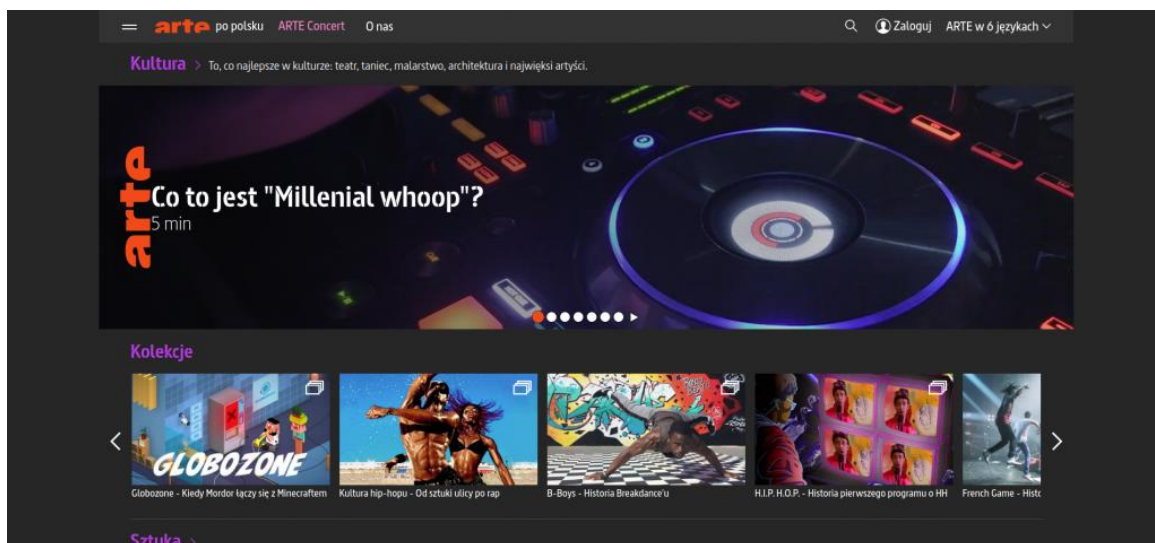 arte po polsku ARTE Concert O nas Zaloguj ARTE w 6 językach
Kultura > To, co najlepsze w kulturze: teatr, taniec, malarstwo, architektura i najwięksi artyści.
arte
Co to jest "Millenial whoop"?
5 min
Kolekcje
GLOBOZONE
Globozone - Kiedy Mordor łączy się z Minecraftem
Kultura hip-hopu - Od sztuki ulicy po rap
B-Boys - Historia Breakdance'u
H.I.P. H.O.P. - Historia pierwszego programu o HH
French Game - Histo
Sztuka >